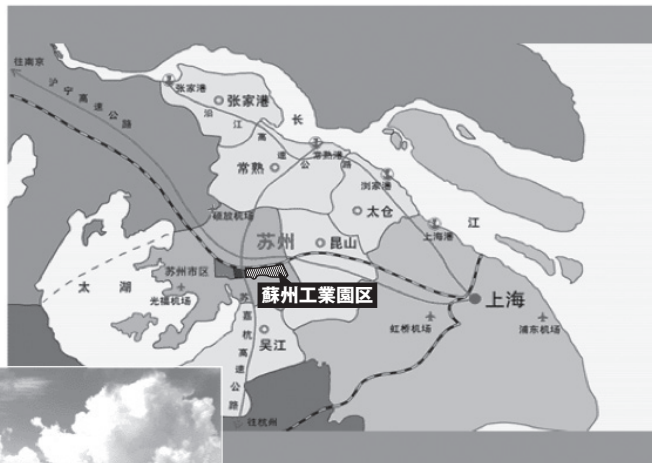 往南京
沪宁高速公路
张家港
张家港
沿江高速公路
长
江
常熟港
常熟
浏家港
太仓
硕放机场
苏州
昆山
上海港
苏州市区
太湖
光福机场
蘇州工業園区
上海
虹桥机场
浦东机场
吴江
苏嘉杭高速公路
往杭州